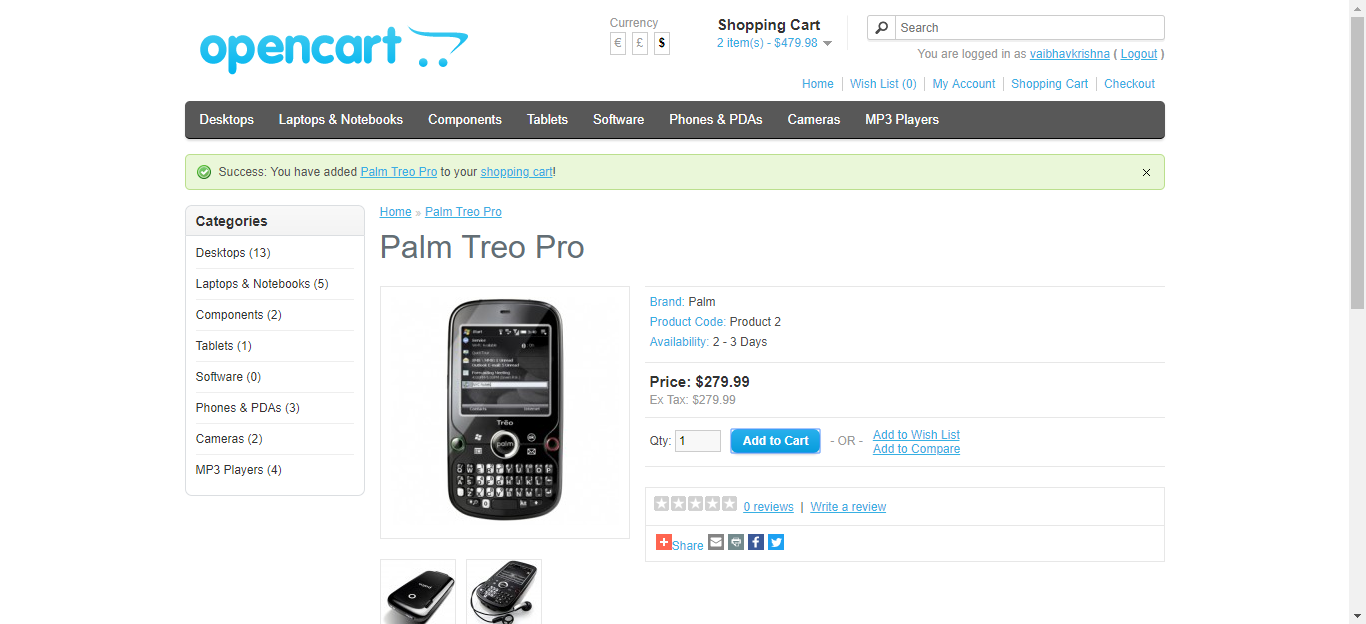 opencart
Currency
€ £ $
Shopping Cart
2 item(s) - $479.98
Search
You are logged in as vaibhavkrishna ( Logout )
Home Wish List (0) My Account Shopping Cart Checkout
Desktops Laptops & Notebooks Components Tablets Software Phones & PDAs Cameras MP3 Players
Success: You have added Palm Treo Pro to your shopping cart!
Categories
Desktops (13)
Laptops & Notebooks (5)
Components (2)
Tablets (1)
Software (0)
Phones & PDAs (3)
Cameras (2)
MP3 Players (4)
Home » Palm Treo Pro
Palm Treo Pro
Treo
palm
Brand: Palm
Product Code: Product 2
Availability: 2 - 3 Days
Price: $279.99
Ex Tax: $279.99
Qty: 1 Add to Cart - OR - Add to Wish List
Add to Compare
0 reviews | Write a review
Share